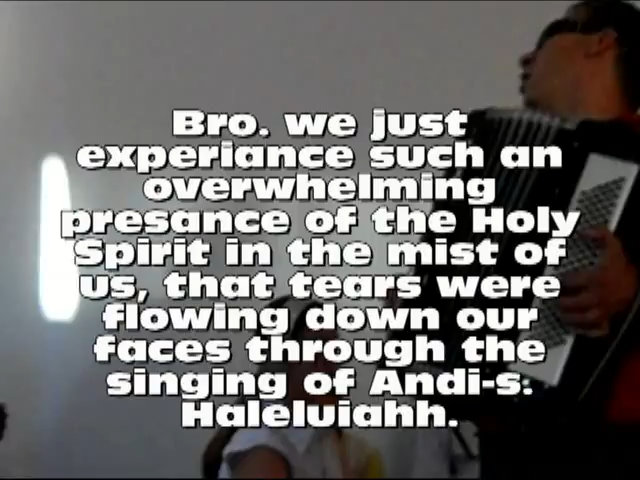 Bro. we just
experiance such an
overwhelming
presance of the Holy
Spirit in the mist of
us, that tears were
flowing down our
faces through the
singing of Andi-s.
Haleluiahh.